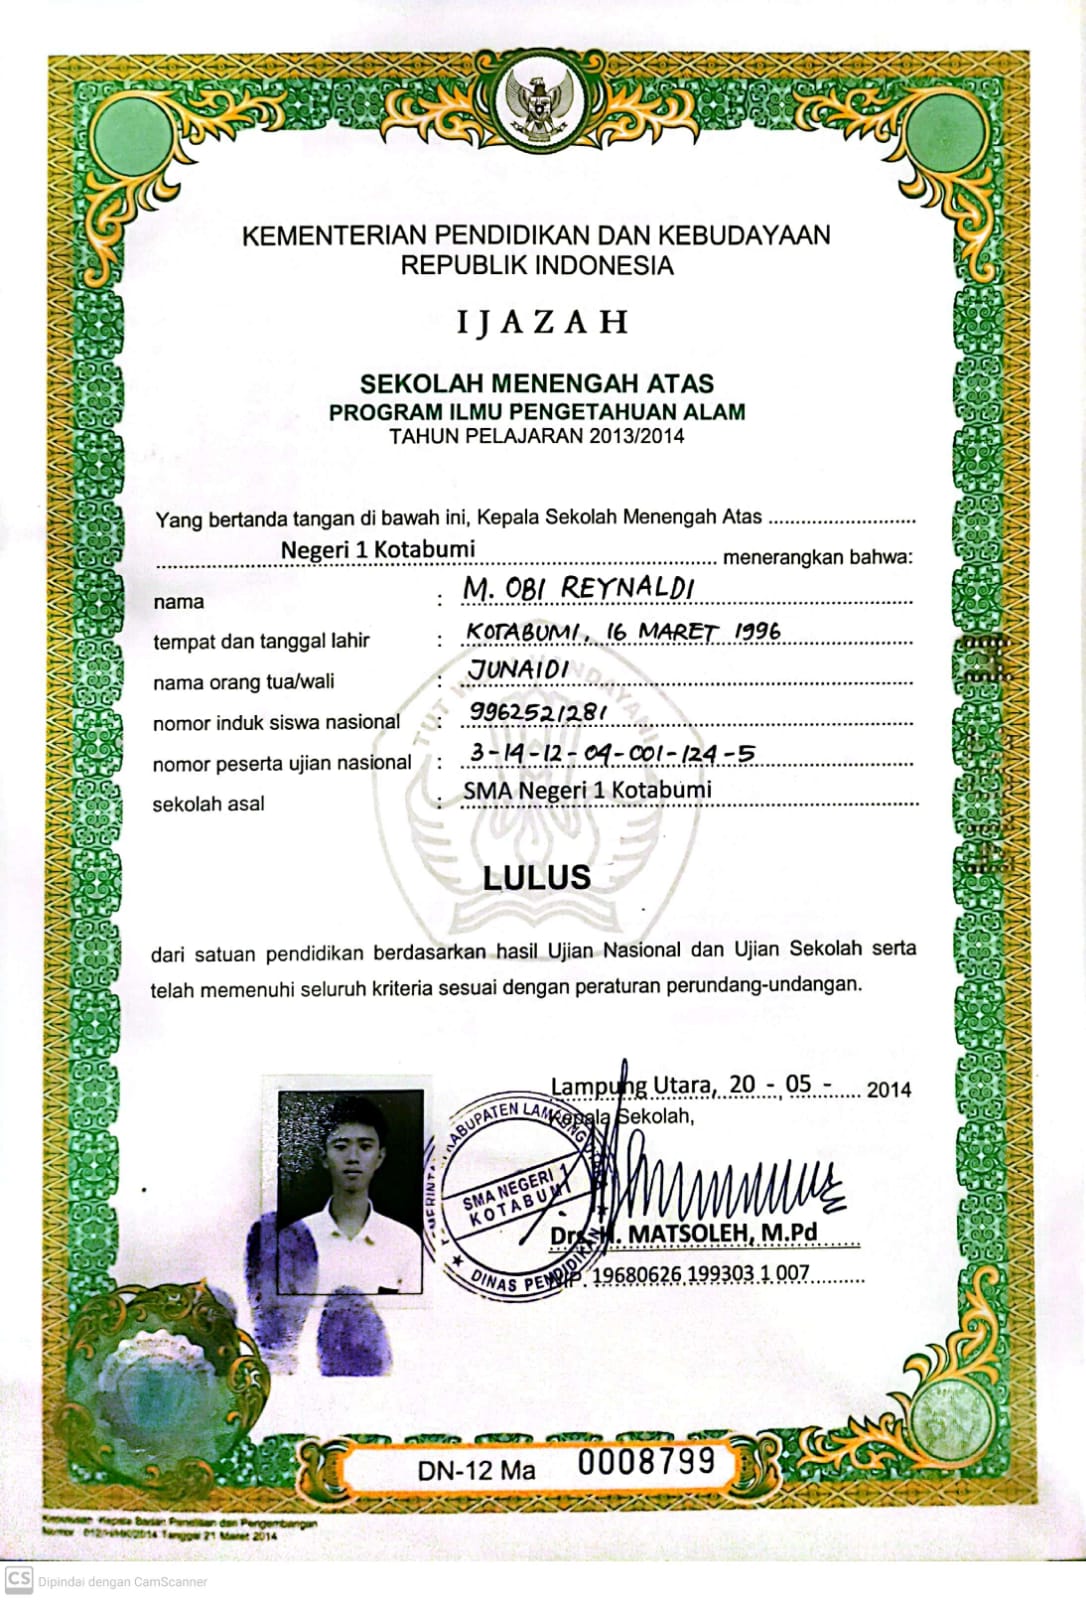 KEMENTERIAN PENDIDIKAN DAN KEBUDAYAAN
REPUBLIK INDONESIA
IJAZAH
SEKOLAH MENENGAH ATAS
PROGRAM ILMU PENGETAHUAN ALAM
TAHUN PELAJARAN 2013/2014
Yang bertanda tangan di bawah ini, Kepala Sekolah Menengah Atas
Negeri 1 Kotabumi menerangkan bahwa:
nama : M. OBI REYNALDI
tempat dan tanggal lahir : KOTABUMI, 16 MARET 1996
nama orang tua/wali : JUNAIDI
nomor induk siswa nasional : 9962521281
nomor peserta ujian nasional : 3-14-12-04-001-124-5
sekolah asal : SMA Negeri 1 Kotabumi
TUT WURI HANDAYANI
LULUS
dari satuan pendidikan berdasarkan hasil Ujian Nasional dan Ujian Sekolah serta
telah memenuhi seluruh kriteria sesuai dengan peraturan perundang-undangan.
Lampung Utara, 20 - 05 - 2014
Kepala Sekolah,
KABUPATEN LAMPUNG
SMA NEGERI 1
KOTABUMI
DINAS PENDIDIKAN
Drs. H. MATSOLEH, M.Pd
NIP. 19680626 199303 1 007
DN-12 Ma 0008799
Keputusan Kepala Badan Penelitian dan Pengembangan
Nomor Tanggal 21 Maret 2014
CS Dipindai dengan CamScanner